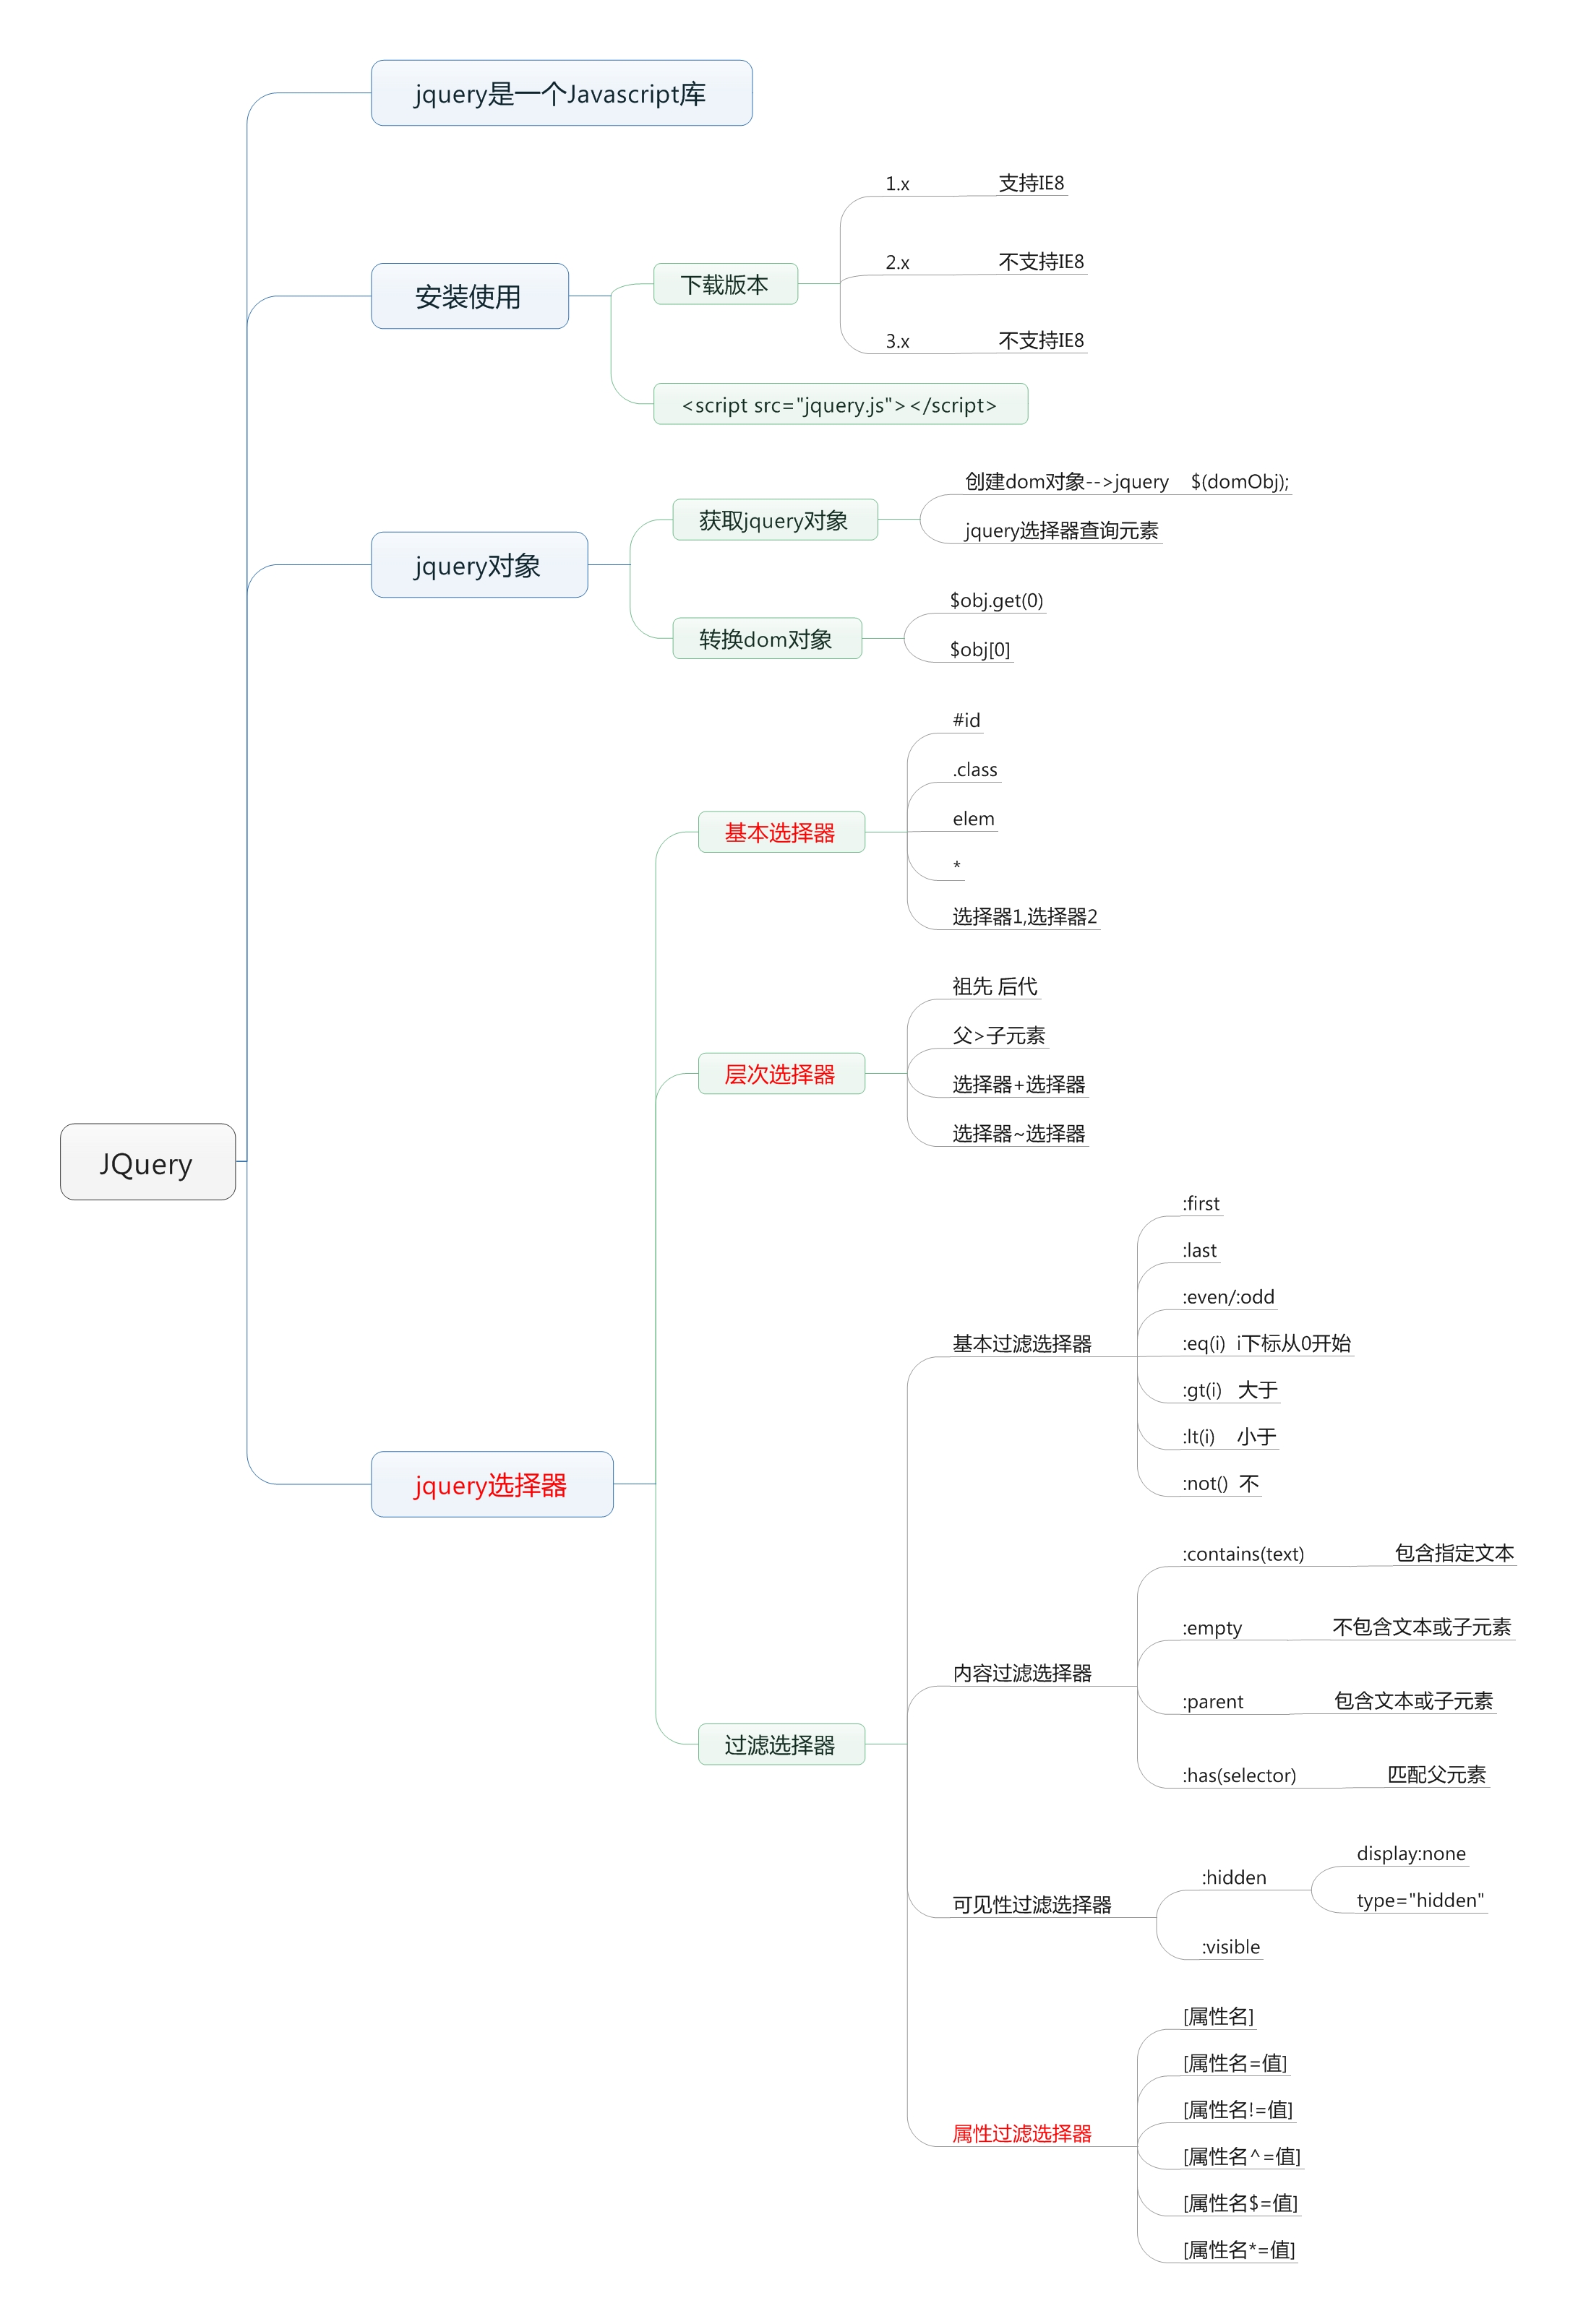 jquery是一个Javascript库
1.x 支持IE8
2.x 不支持IE8
安装使用
下载版本
3.x 不支持IE8
<script src="jquery.js"></script>
创建dom对象-->jquery $(domObj);
获取jquery对象
jquery选择器查询元素
jquery对象
$obj.get(0)
转换dom对象
$obj[0]
#id
.class
elem
基本选择器
*
选择器1,选择器2
祖先 后代
父>子元素
层次选择器
选择器+选择器
选择器~选择器
JQuery
:first
:last
:even/:odd
基本过滤选择器
:eq(i) i下标从0开始
:gt(i) 大于
:lt(i) 小于
:not() 不
jquery选择器
:contains(text) 包含指定文本
:empty 不包含文本或子元素
内容过滤选择器
:parent 包含文本或子元素
过滤选择器
:has(selector) 匹配父元素
display:none
:hidden
type="hidden"
可见性过滤选择器
:visible
[属性名]
[属性名=值]
[属性名!=值]
属性过滤选择器
[属性名^=值]
[属性名$=值]
[属性名*=值]